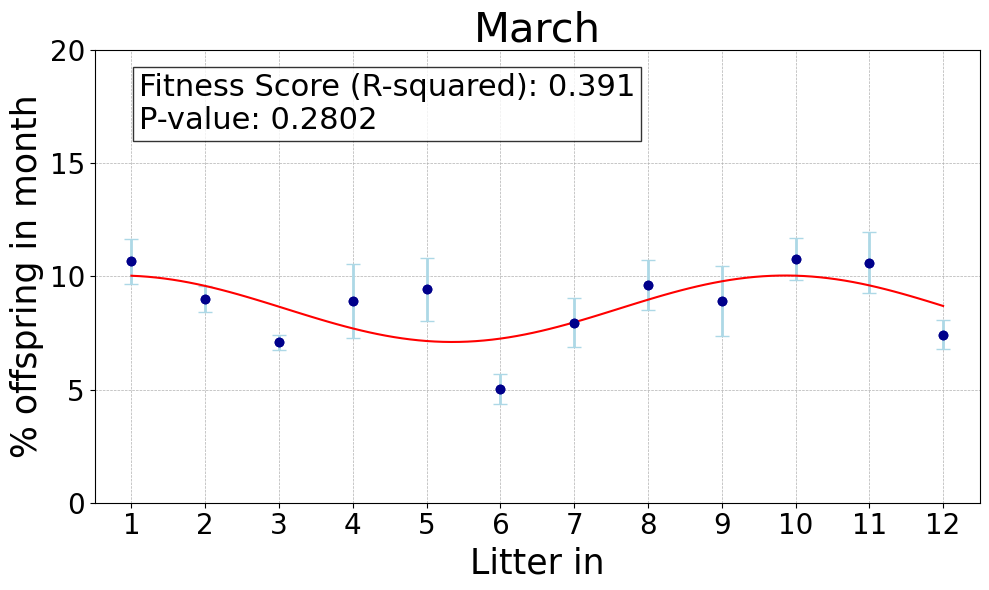 March
Fitness Score (R-squared): 0.391
P-value: 0.2802
% offspring in month
20
15
10
5
0
1 2 3 4 5 6 7 8 9 10 11 12
Litter in